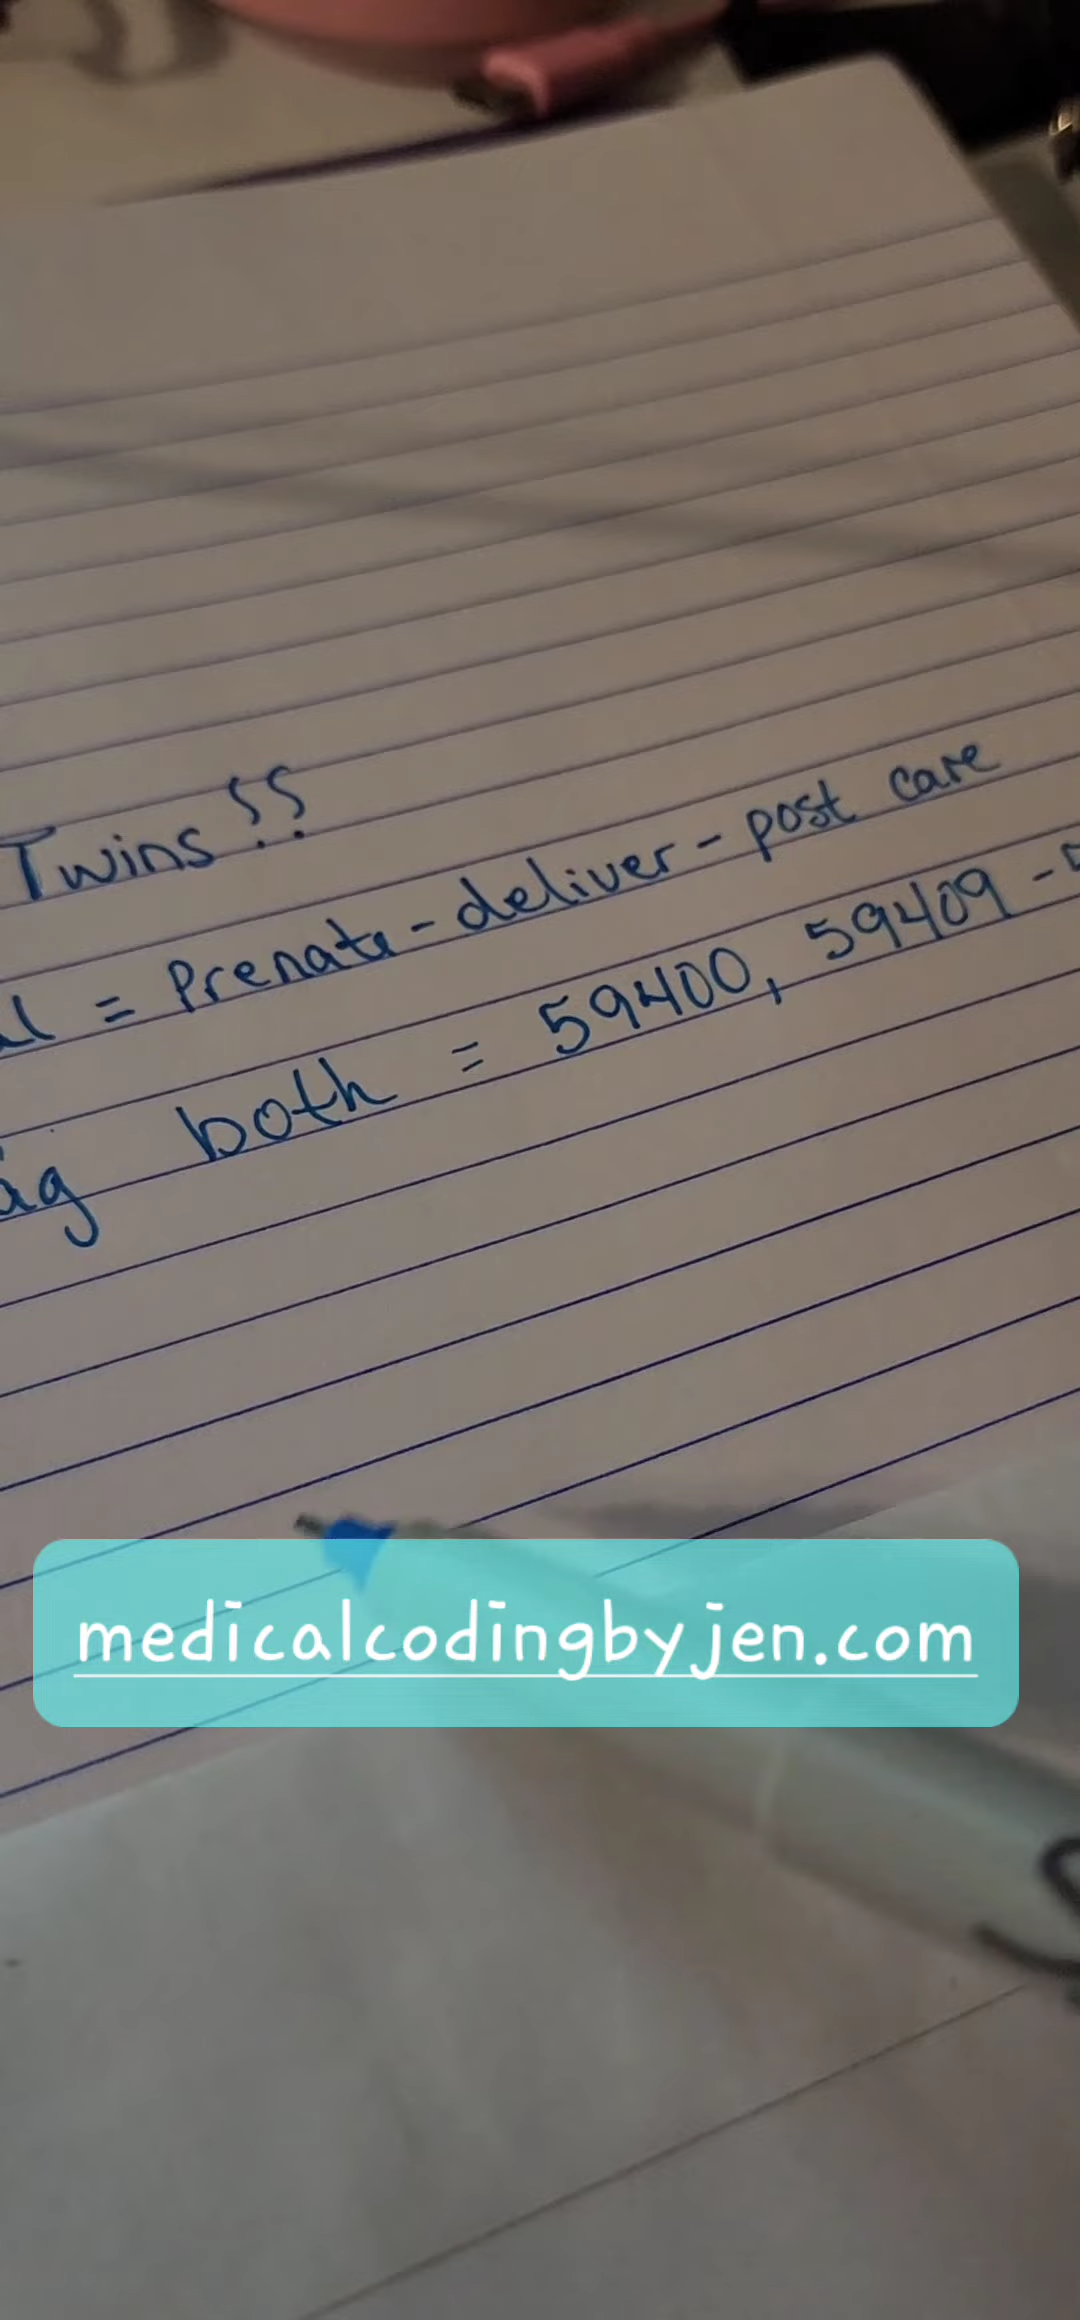 Twins !!
= Prenate - deliver - post care
both = 59400, 59409 -
medicalcodingbyjen.com